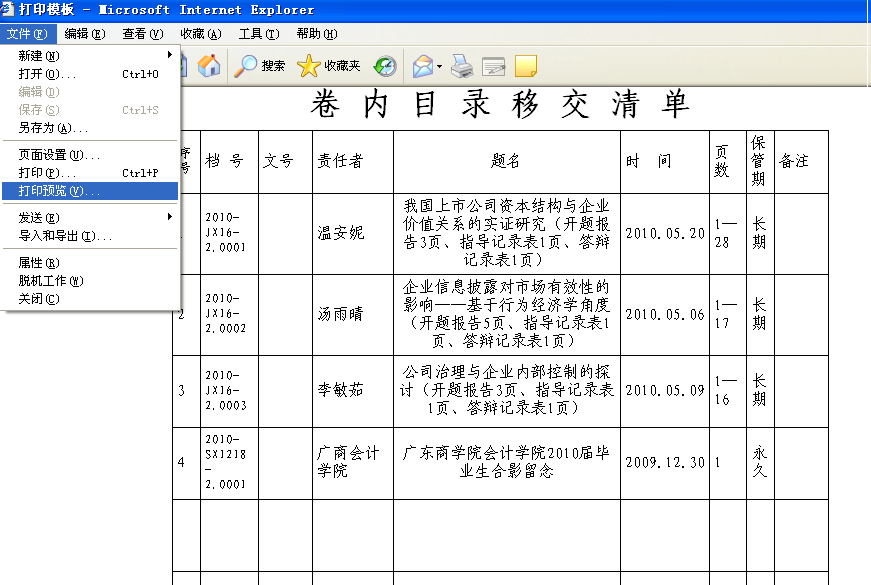 打印模板 - Microsoft Internet Explorer
文件(F) 编辑(E) 查看(V) 收藏(A) 工具(T) 帮助(H)
新建(N)
打开(O)... Ctrl+O
编辑(D)
保存(S) Ctrl+S
另存为(A)...
页面设置(U)...
打印(P)... Ctrl+P
打印预览(V)...
发送(E)
导入和导出(I)...
属性(R)
脱机工作(W)
关闭(C)
搜索 收藏夹
卷内目录移交清单
序号 档号 文号 责任者 题名 时间 页数 保管期 备注
2010-
JX16-
2.0001
温安妮
我国上市公司资本结构与企业
价值关系的实证研究（开题报
告3页、指导记录表1页、答辩
记录表1页）
2010.05.20
1—
28
长
期
2
2010-
JX16-
2.0002
汤雨晴
企业信息披露对市场有效性的
影响——基于行为经济学角度
（开题报告5页、指导记录表1
页、答辩记录表1页）
2010.05.06
1—
17
长
期
3
2010-
JX16-
2.0003
李敏茹
公司治理与企业内部控制的探
讨（开题报告3页、指导记录表
1页、答辩记录表1页）
2010.05.09
1—
16
长
期
4
2010-
SX1218
-
2.0001
广商会计
学院
广东商学院会计学院2010届毕
业生合影留念
2009.12.30
1
永
久